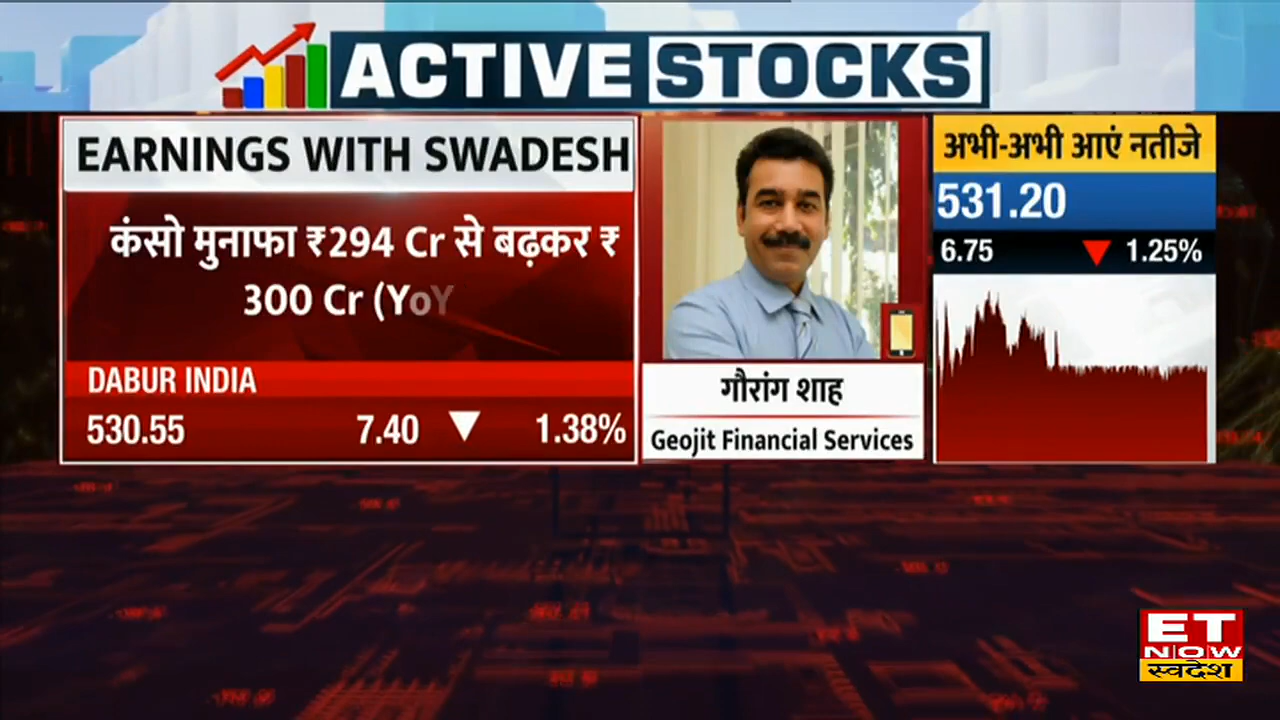 ACTIVE STOCKS
EARNINGS WITH SWADESH
कंसो मुनाफा ₹294 Cr से बढ़कर ₹
300 Cr (YoY
DABUR INDIA
530.55 7.40 ▼ 1.38%
गौरांग शाह
Geojit Financial Services
अभी-अभी आएं नतीजे
531.20
6.75 ▼ 1.25%
ET
NOW
स्वदेश